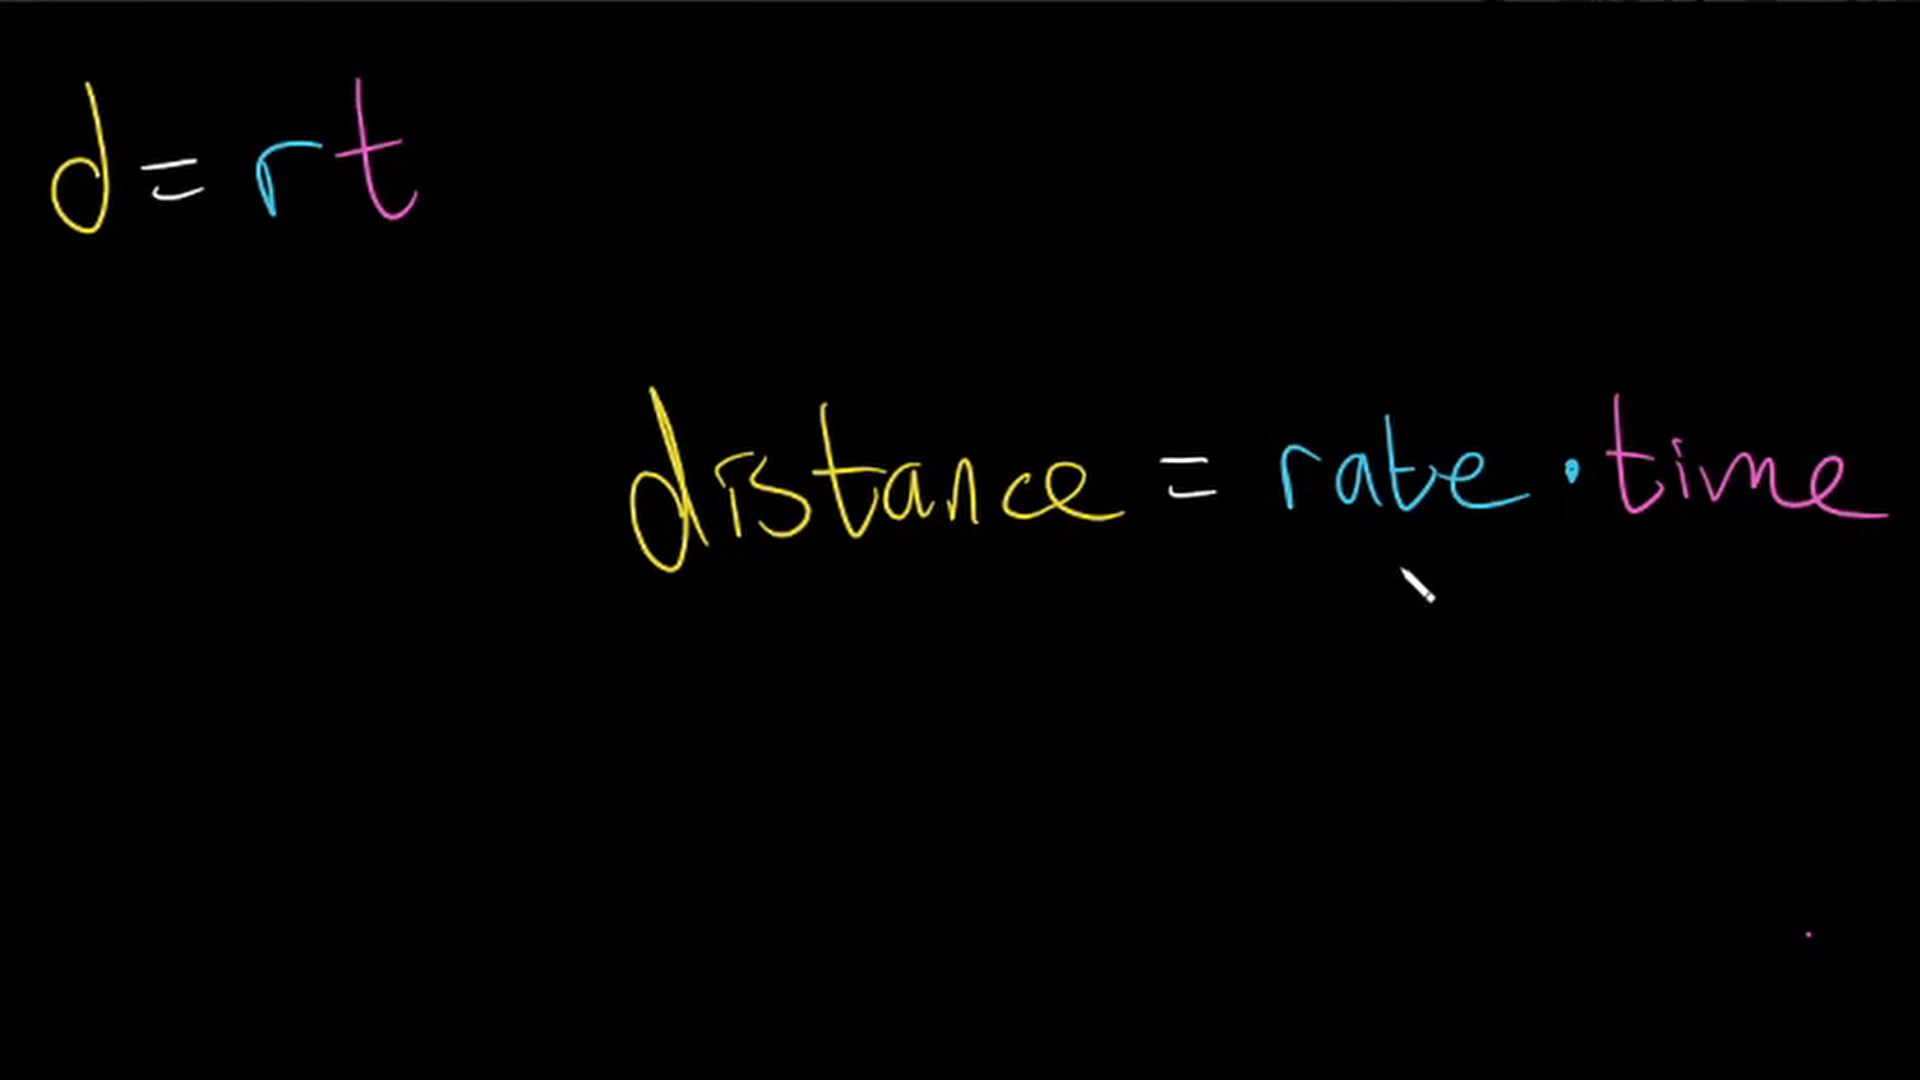 d = rt
distance = rate · time